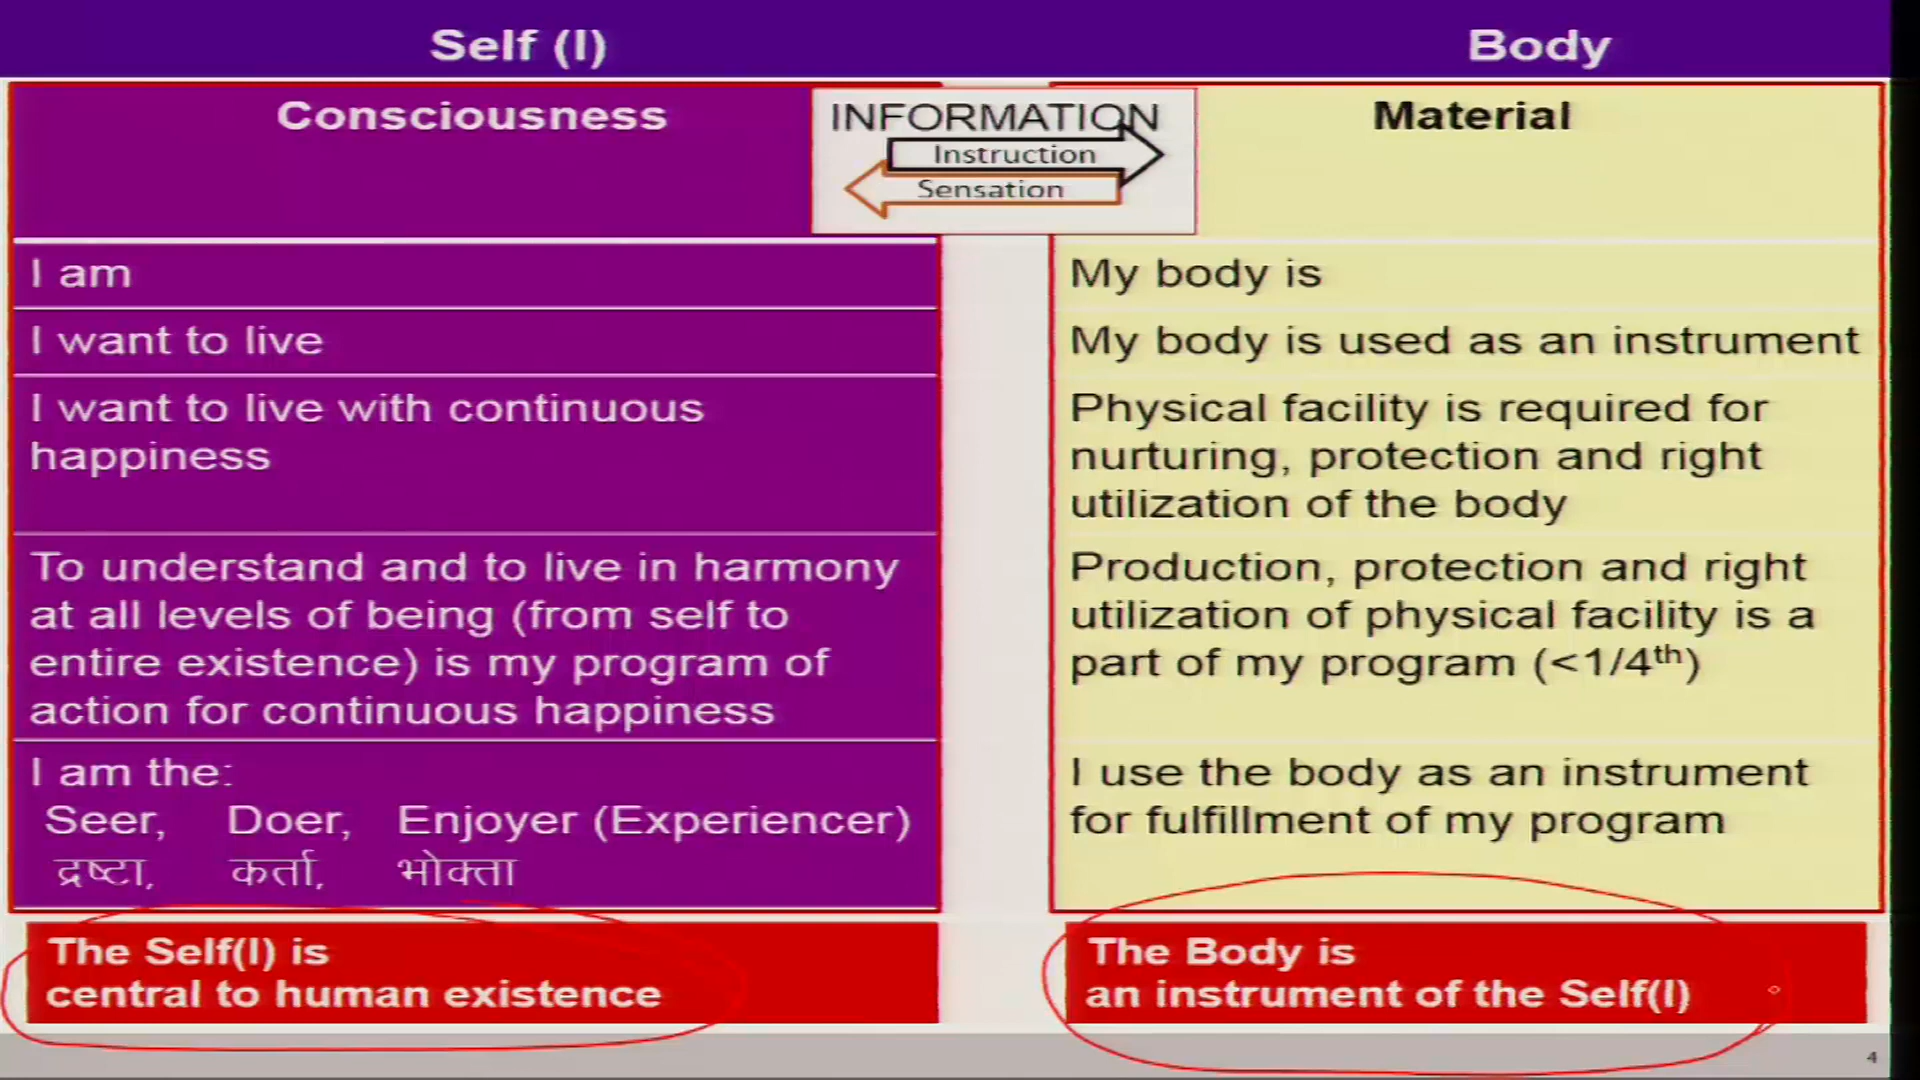 Self (I)
Body
Consciousness
INFORMATION
Instruction
Sensation
Material
I am
My body is
I want to live
My body is used as an instrument
I want to live with continuous
happiness
Physical facility is required for
nurturing, protection and right
utilization of the body
To understand and to live in harmony
at all levels of being (from self to
entire existence) is my program of
action for continuous happiness
Production, protection and right
utilization of physical facility is a
part of my program (<1/4th)
I am the:
Seer, Doer, Enjoyer (Experiencer)
द्रष्टा, कर्ता, भोक्ता
I use the body as an instrument
for fulfillment of my program
The Self(I) is
central to human existence
The Body is
an instrument of the Self(I)
4